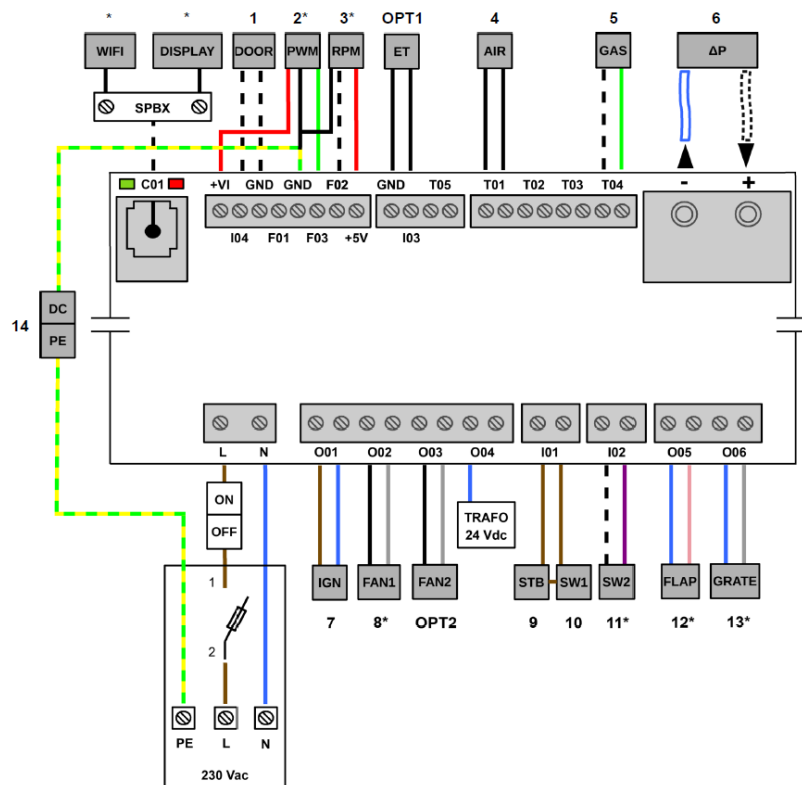 * * 1 2* 3* OPT1 4 5 6
WIFI DISPLAY DOOR PWM RPM ET AIR GAS ΔP
SPBX
C01 +VI GND GND F02 GND T05 T01 T02 T03 T04 - +
I04 F01 F03 +5V I03
14
DC
PE
L N O01 O02 O03 O04 I01 I02 O05 O06
ON
OFF
TRAFO
24 Vdc
1
IGN FAN1 FAN2 STB SW1 SW2 FLAP GRATE
7 8* OPT2 9 10 11* 12* 13*
2
PE L N
230 Vac